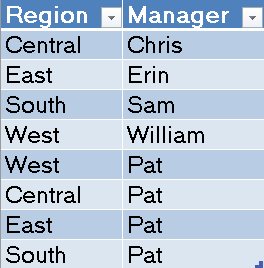 Region Manager
Central Chris
East Erin
South Sam
West William
West Pat
Central Pat
East Pat
South Pat